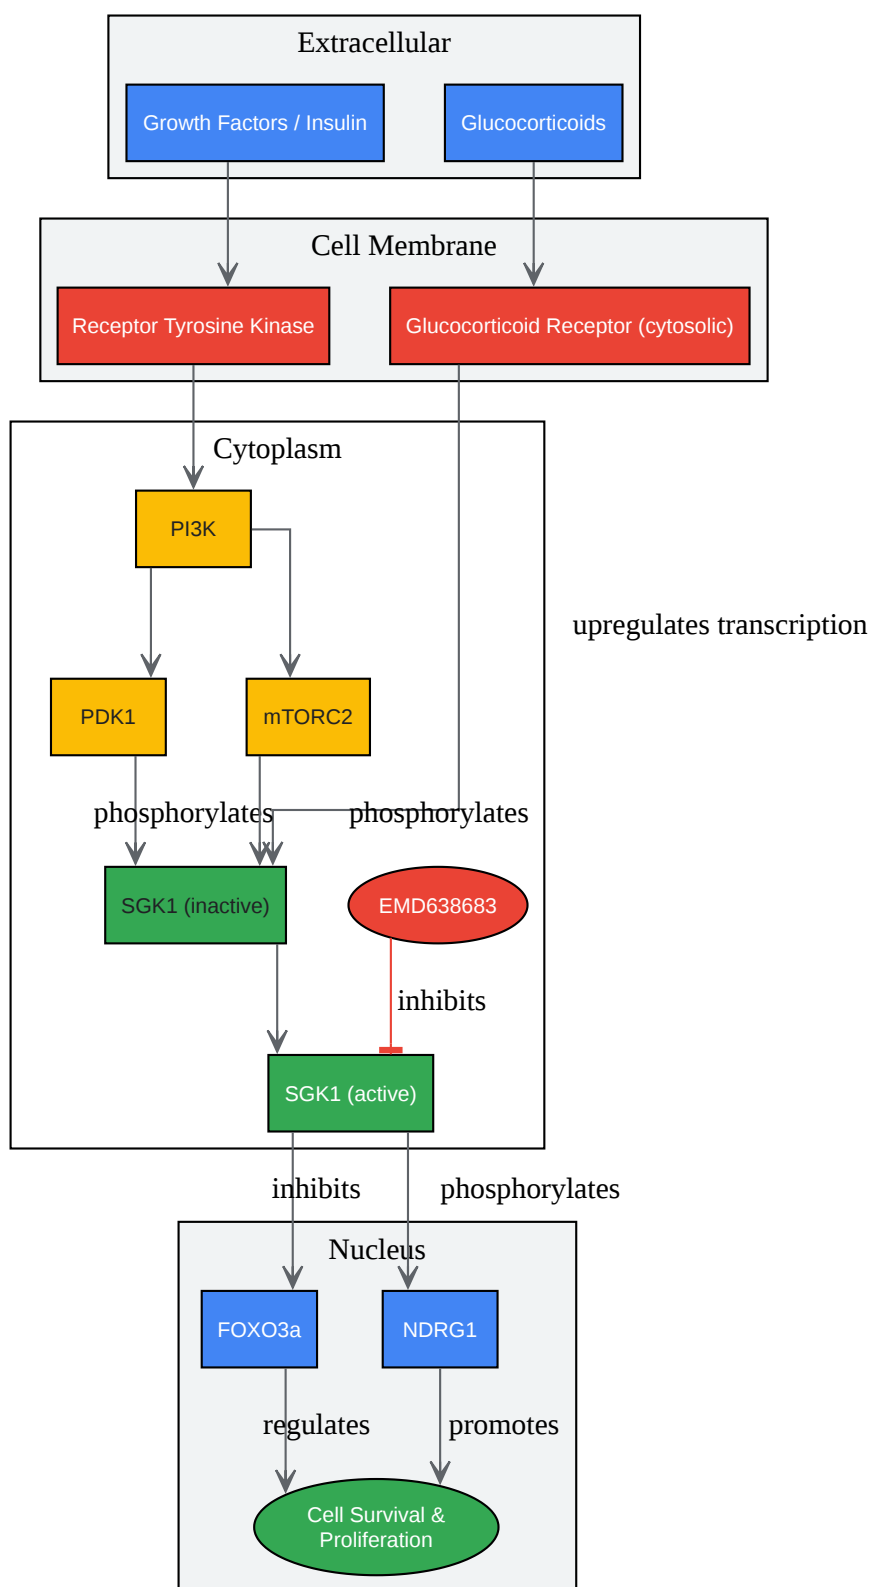 Extracellular
Growth Factors / Insulin
Glucocorticoids
Cell Membrane
Receptor Tyrosine Kinase
Glucocorticoid Receptor (cytosolic)
Cytoplasm
PI3K
upregulates transcription
PDK1
mTORC2
phosphorylates
phosphorylates
SGK1 (inactive)
EMD638683
inhibits
SGK1 (active)
inhibits
phosphorylates
Nucleus
FOXO3a
NDRG1
regulates
promotes
Cell Survival &
Proliferation